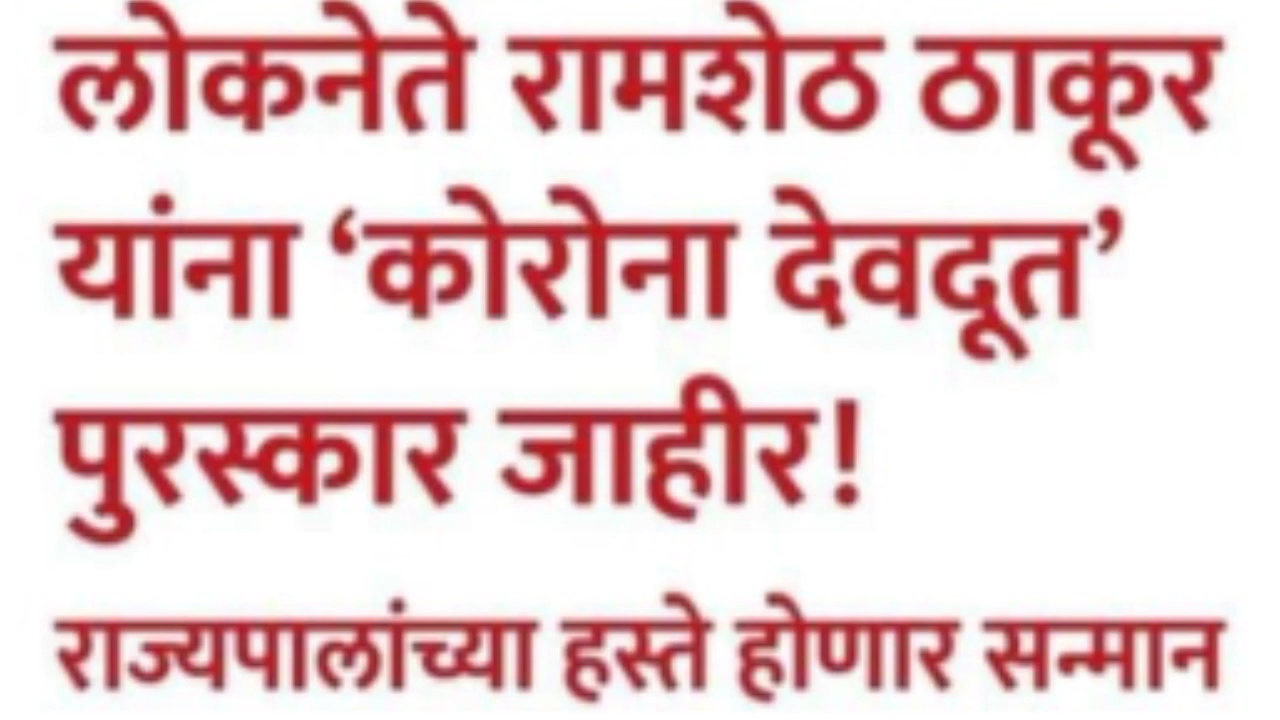 लोकनेते रामशेठ ठाकूर
यांना ‘कोरोना देवदूत’
पुरस्कार जाहीर!
राज्यपालांच्या हस्ते होणार सन्मान